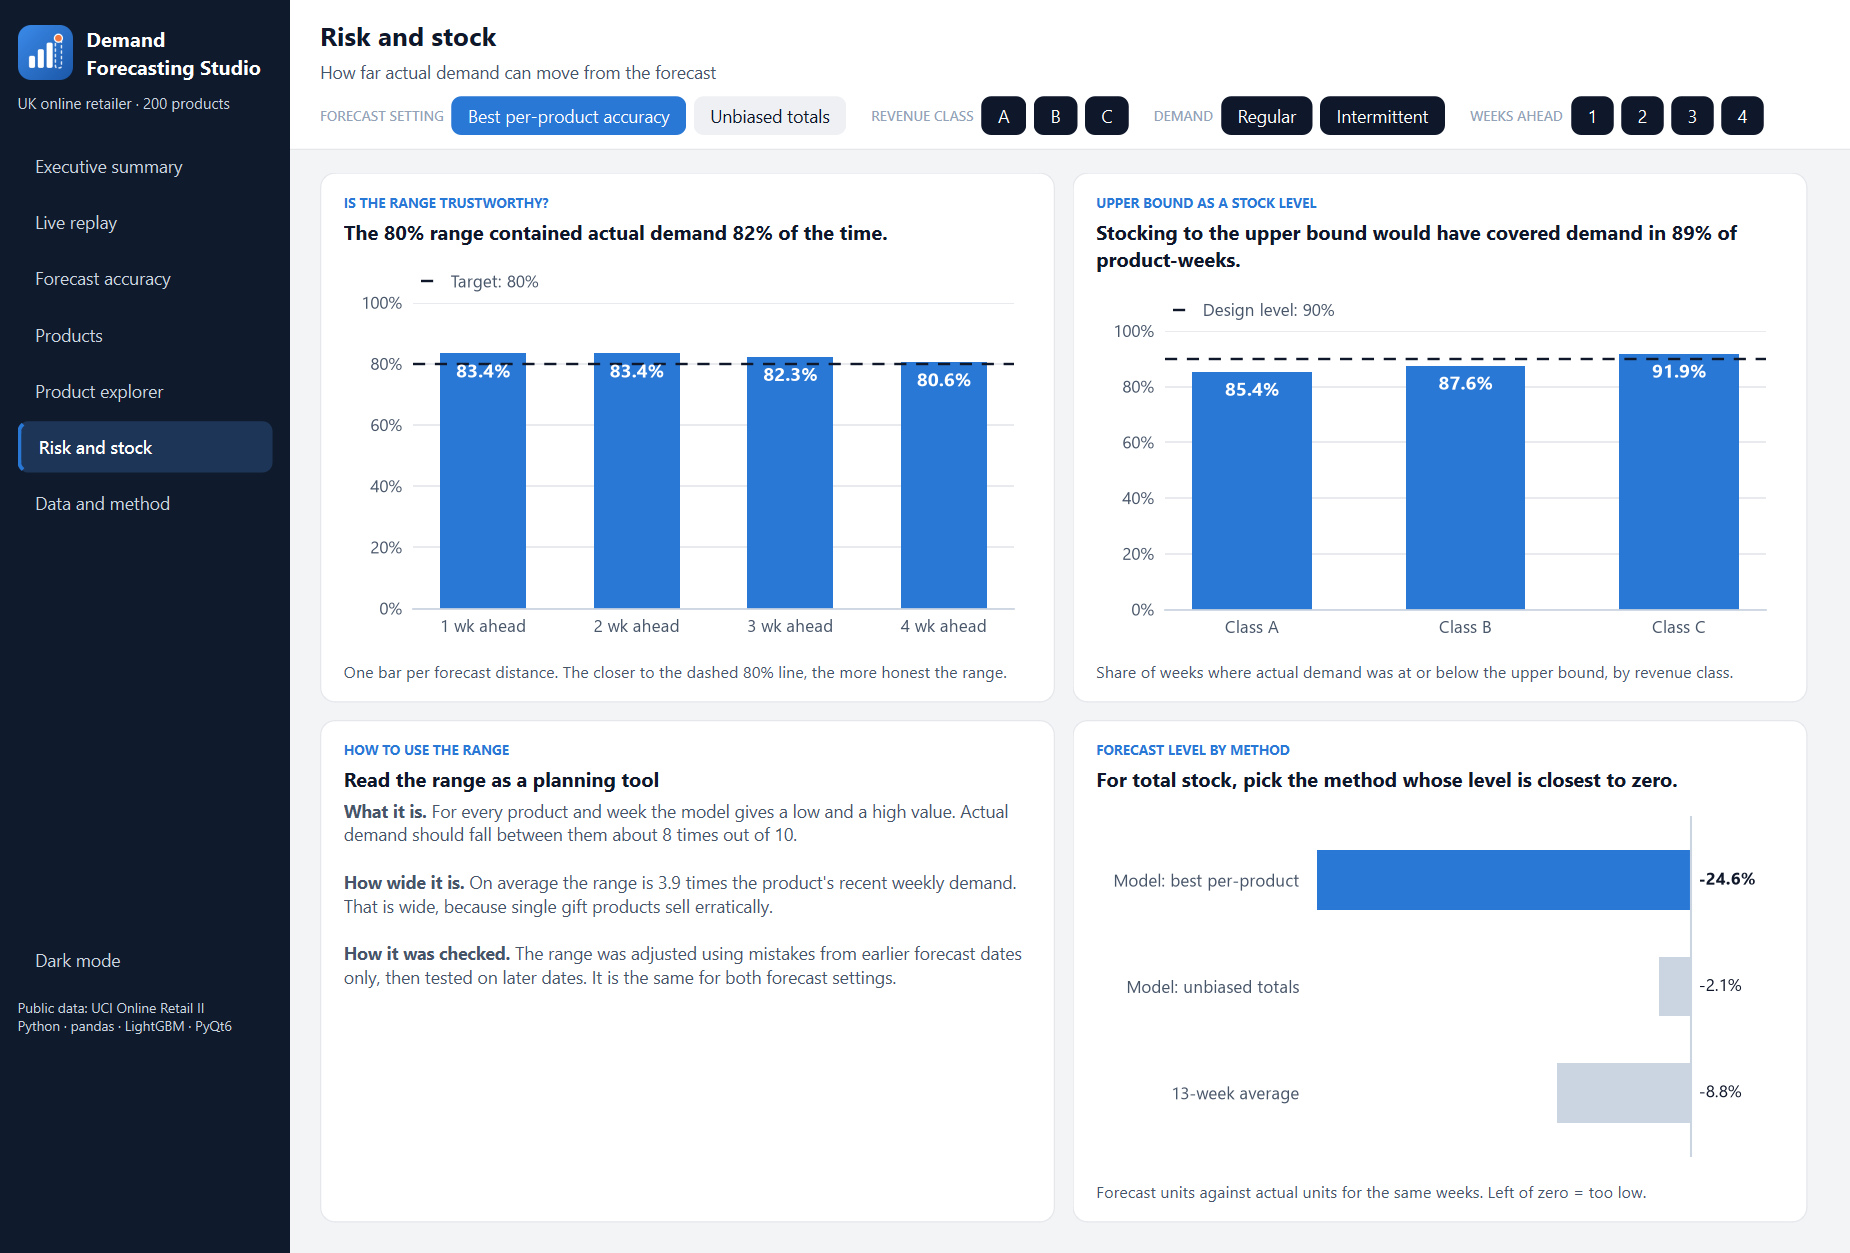 Demand
Forecasting Studio
UK online retailer · 200 products
Executive summary
Live replay
Forecast accuracy
Products
Product explorer
Risk and stock
Data and method
Dark mode
Public data: UCI Online Retail II
Python · pandas · LightGBM · PyQt6
Risk and stock
How far actual demand can move from the forecast
FORECAST SETTING Best per-product accuracy Unbiased totals REVENUE CLASS A B C DEMAND Regular Intermittent WEEKS AHEAD 1 2 3 4
IS THE RANGE TRUSTWORTHY?
The 80% range contained actual demand 82% of the time.
Target: 80%
100%
80%
60%
40%
20%
0%
83.4% 83.4% 82.3% 80.6%
1 wk ahead 2 wk ahead 3 wk ahead 4 wk ahead
One bar per forecast distance. The closer to the dashed 80% line, the more honest the range.
UPPER BOUND AS A STOCK LEVEL
Stocking to the upper bound would have covered demand in 89% of
product-weeks.
Design level: 90%
100%
80%
60%
40%
20%
0%
85.4% 87.6% 91.9%
Class A Class B Class C
Share of weeks where actual demand was at or below the upper bound, by revenue class.
HOW TO USE THE RANGE
Read the range as a planning tool
What it is. For every product and week the model gives a low and a high value. Actual
demand should fall between them about 8 times out of 10.
How wide it is. On average the range is 3.9 times the product's recent weekly demand.
That is wide, because single gift products sell erratically.
How it was checked. The range was adjusted using mistakes from earlier forecast dates
only, then tested on later dates. It is the same for both forecast settings.
FORECAST LEVEL BY METHOD
For total stock, pick the method whose level is closest to zero.
Model: best per-product -24.6%
Model: unbiased totals -2.1%
13-week average -8.8%
Forecast units against actual units for the same weeks. Left of zero = too low.